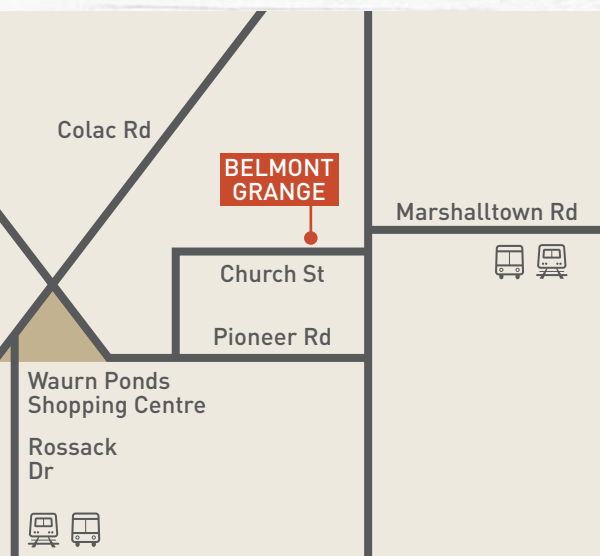 Colac Rd
BELMONT
GRANGE
Marshalltown Rd
Church St
Pioneer Rd
Waurn Ponds
Shopping Centre
Rossack
Dr